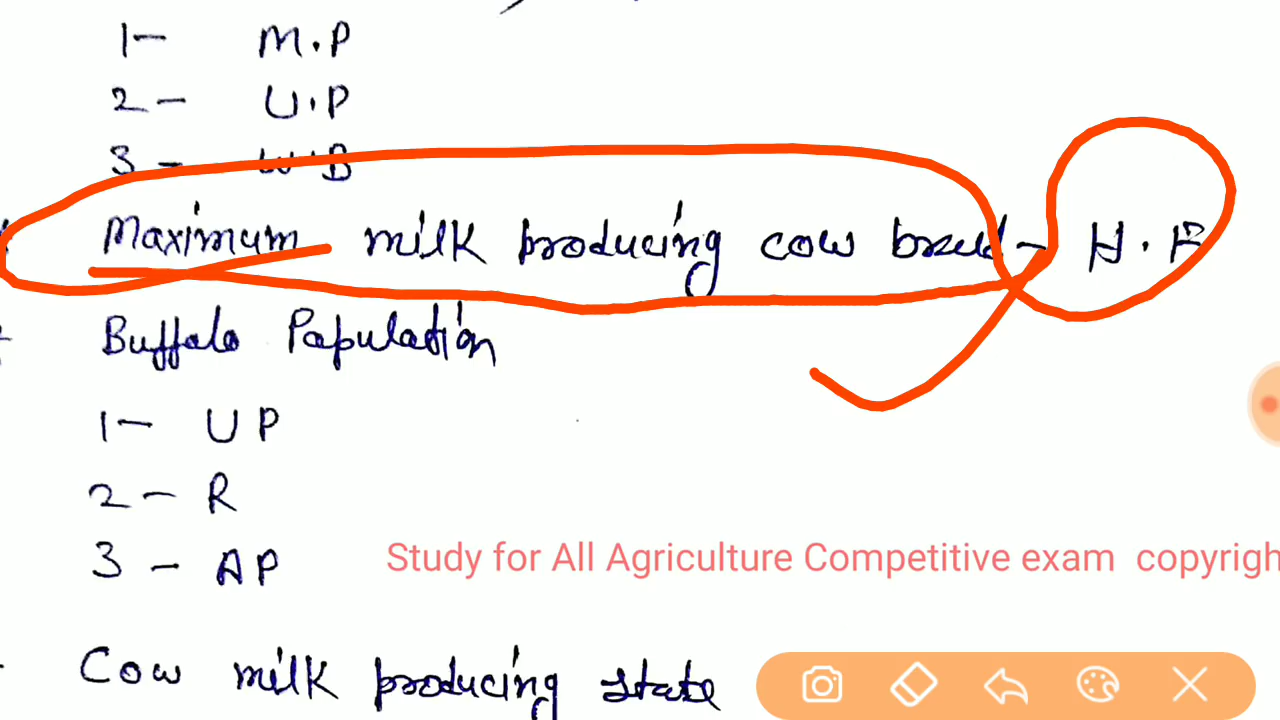 1- M.P
2- U.P
3- W.B
Maximum milk producing cow breed - H.F
Buffalo Population
1- UP
2- R
3- AP
Study for All Agriculture Competitive exam copyrigh
Cow milk producing state